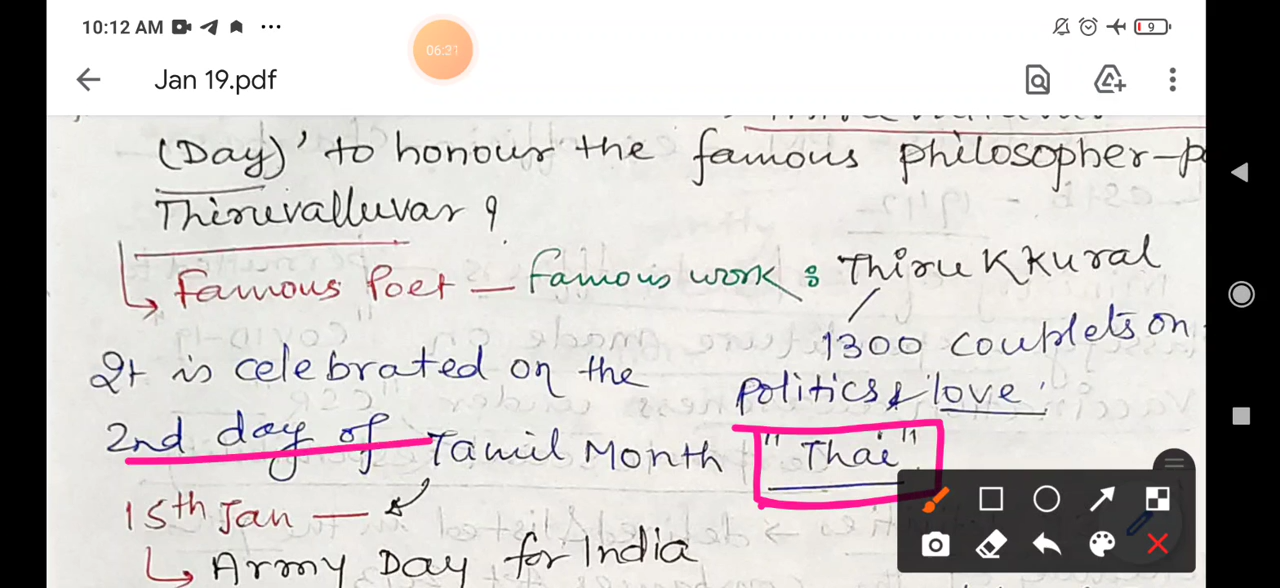 10:12 AM
06:21
9
Jan 19.pdf
(Day)' to honour the famous philosopher-p
Thiruvalluvar ?
Famous Poet — Famous work : Thirukkural
1300 couplets on
politics & love.
It is celebrated on the
2nd day of Tamil Month "Thai".
15th Jan —
Army Day for India